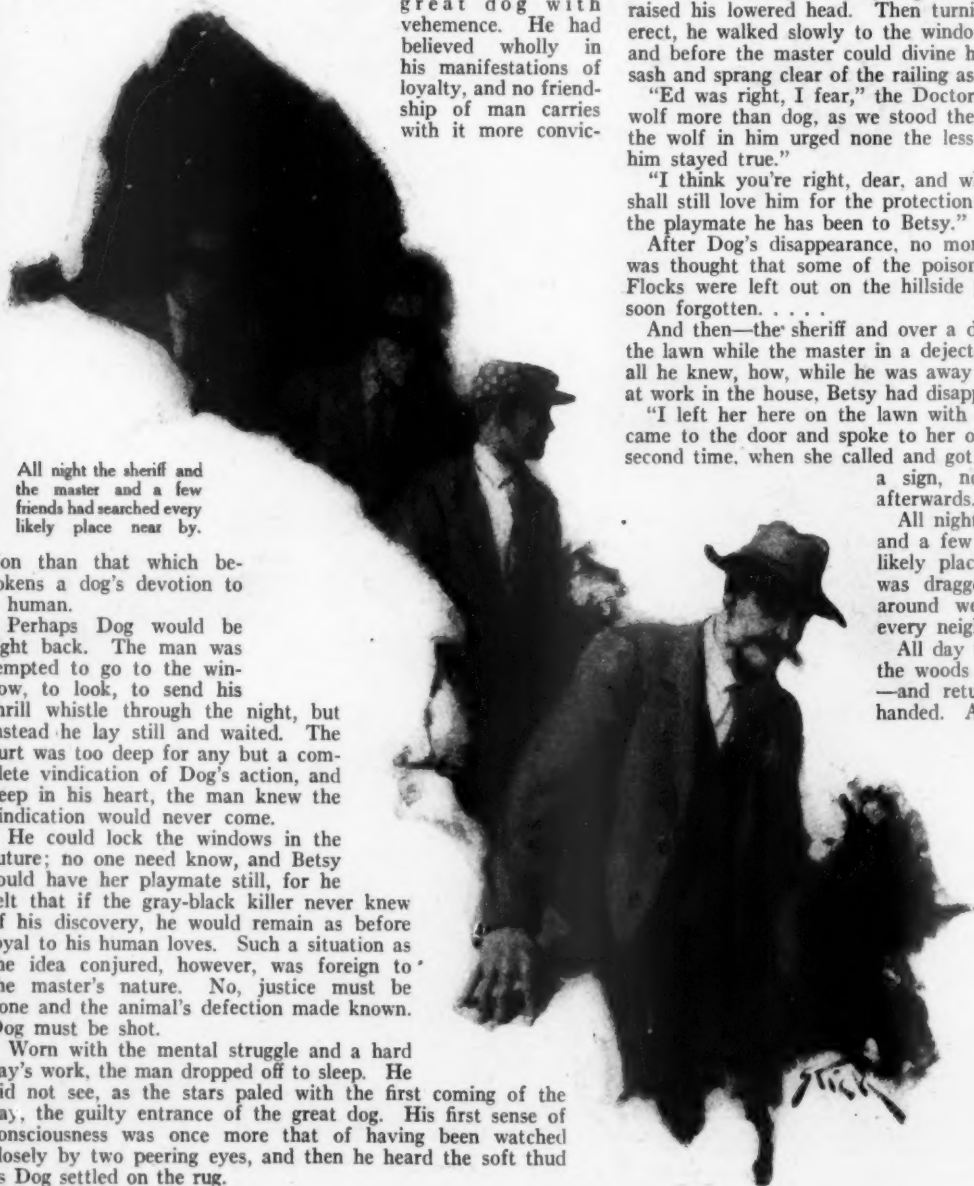 great dog with
vehemence. He had
believed wholly in
his manifestations of
loyalty, and no friend-
ship of man carries
with it more convic-
on than that which be-
okens a dog's devotion to
human.
Perhaps Dog would be
ght back. The man was
empted to go to the win-
ow, to look, to send his
hrill whistle through the night, but
nstead he lay still and waited. The
urt was too deep for any but a com-
lete vindication of Dog's action, and
eep in his heart, the man knew the
indication would never come.
He could lock the windows in the
uture; no one need know, and Betsy
ould have her playmate still, for he
elt that if the gray-black killer never knew
f his discovery, he would remain as before
oyal to his human loves. Such a situation as
he idea conjured, however, was foreign to
he master's nature. No, justice must be
one and the animal's defection made known.
Dog must be shot.
Worn with the mental struggle and a hard
ay's work, the man dropped off to sleep. He
id not see, as the stars paled with the first coming of the
ay, the guilty entrance of the great dog. His first sense of
onsciousness was once more that of having been watched
losely by two peering eyes, and then he heard the soft thud
s Dog settled on the rug.
All night the sheriff and
the master and a few
friends had searched every
likely place near by.
raised his lowered head. Then turni
erect, he walked slowly to the windo
and before the master could divine h
sash and sprang clear of the railing as
"Ed was right, I fear," the Doctor
wolf more than dog, as we stood the
the wolf in him urged none the less
him stayed true."
"I think you're right, dear, and w
shall still love him for the protection
the playmate he has been to Betsy."
After Dog's disappearance, no mor
was thought that some of the poison
Flocks were left out on the hillside
soon forgotten. . . . .
And then—the sheriff and over a d
the lawn while the master in a deject
all he knew, how, while he was away
at work in the house, Betsy had disapp
"I left her here on the lawn with
came to the door and spoke to her o
second time, when she called and got
a sign, no
afterwards.
All night
and a few
likely plac
was dragge
around wo
every neig
All day
the woods
—and retu
handed. A